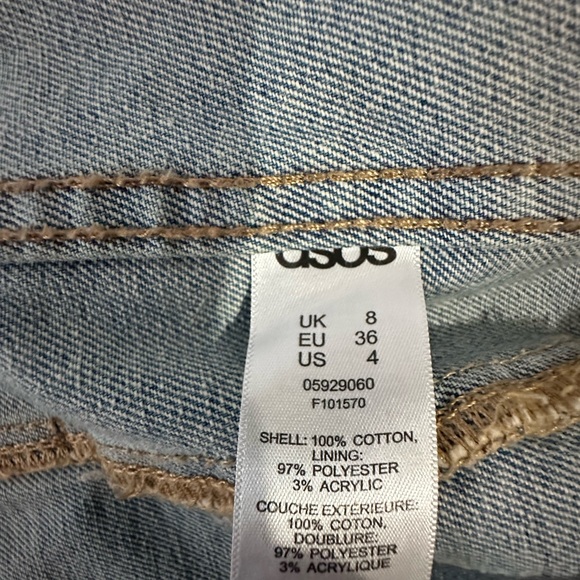 asos
UK 8
EU 36
US 4
05929060
F101570
SHELL: 100% COTTON,
LINING:
97% POLYESTER
3% ACRYLIC
COUCHE EXTÉRIEURE:
100% COTON,
DOUBLURE:
97% POLYESTER
3% ACRYLIQUE